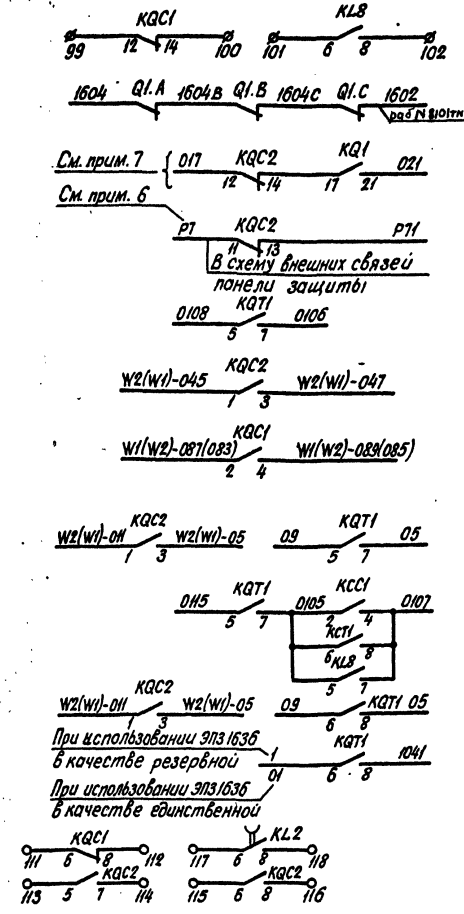 KQC1 KL8
99 12 14 100 101 6 8 102
1604 Q1.A 1604B Q1.B 1604C Q1.C 1602
См. прим. 7 017 KQC2 KQ1 021
12 14 17 21
См. прим. 6
P7 KQC2 P71
11 13
В схему внешних связей
панели защиты
KQT1
0108 0106
5 7
KQC2
W2(W1)-045 W2(W1)-047
1 3
KQC1
W1(W2)-087(083) W1(W2)-089(085)
2 4
W2(W1)-011 KQC2 W2(W1)-05 09 KQT1 05
1 3 5 7
0115 KQT1 0105 KCC1 0107
5 7 2 4
KCT1
6 8
KL8
5 7
W2(W1)-011 KQC2 W2(W1)-05 09 KQT1 05
1 3 6 8
При использовании ЭПЗ1636 1 KQT1 1041
в качестве резервной 01 6 8
При использовании ЭПЗ1636
в качестве единственной
KQC1 KL2
111 6 8 112 117 6 8 118
KQC2 KQC2
113 5 7 114 115 6 8 116